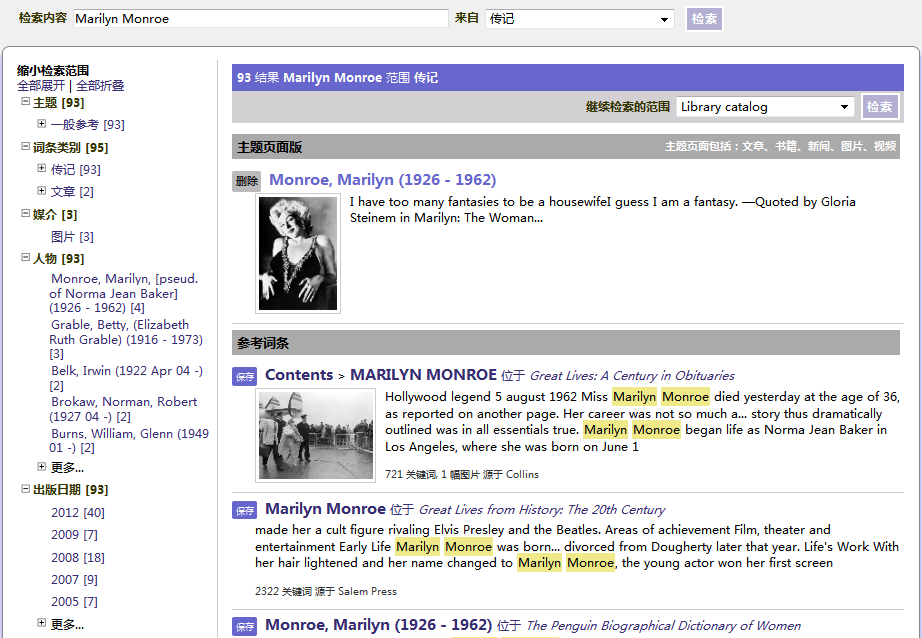 检索内容 Marilyn Monroe 来自 传记 检索
缩小检索范围
全部展开 | 全部折叠
主题 [93]
一般参考 [93]
词条类别 [95]
传记 [93]
文章 [2]
媒介 [3]
图片 [3]
人物 [93]
Monroe, Marilyn, [pseud.
of Norma Jean Baker]
(1926 - 1962) [4]
Grable, Betty, (Elizabeth
Ruth Grable) (1916 - 1973)
[3]
Belk, Irwin (1922 Apr 04 -)
[2]
Brokaw, Norman, Robert
(1927 04 -) [2]
Burns, William, Glenn (1949
01 -) [2]
更多...
出版日期 [93]
2012 [40]
2009 [7]
2008 [18]
2007 [9]
2005 [7]
更多...
93 结果 Marilyn Monroe 范围 传记
继续检索的范围 Library catalog 检索
主题页面版 主题页面包括：文章、书籍、新闻、图片、视频
删除 Monroe, Marilyn (1926 - 1962)
I have too many fantasies to be a housewifeI guess I am a fantasy. —Quoted by Gloria
Steinem in Marilyn: The Woman...
参考词条
保存 Contents > MARILYN MONROE 位于 Great Lives: A Century in Obituaries
Hollywood legend 5 august 1962 Miss Marilyn Monroe died yesterday at the age of 36,
as reported on another page. Her career was not so much a... story thus dramatically
outlined was in all essentials true. Marilyn Monroe began life as Norma Jean Baker in
Los Angeles, where she was born on June 1
721 关键词, 1 幅图片 源于 Collins
保存 Marilyn Monroe 位于 Great Lives from History: The 20th Century
made her a cult figure rivaling Elvis Presley and the Beatles. Areas of achievement Film, theater and
entertainment Early Life Marilyn Monroe was born... divorced from Dougherty later that year. Life's Work With
her hair lightened and her name changed to Marilyn Monroe, the young actor won her first screen
2322 关键词 源于 Salem Press
保存 Monroe, Marilyn (1926 - 1962) 位于 The Penguin Biographical Dictionary of Women